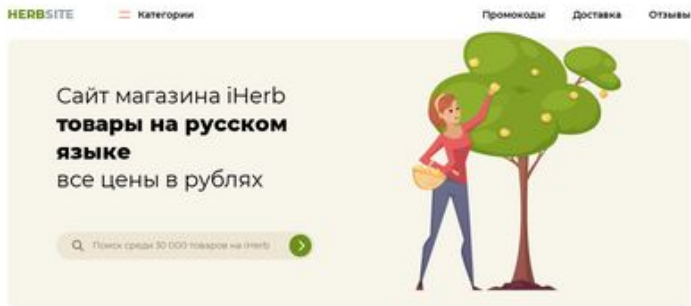 HERBSITE
Категории
Промокоды
Доставка
Отзывы
Сайт магазина iHerb
товары на русском
языке
все цены в рублях
Поиск среди 30 000 товаров на iHerb